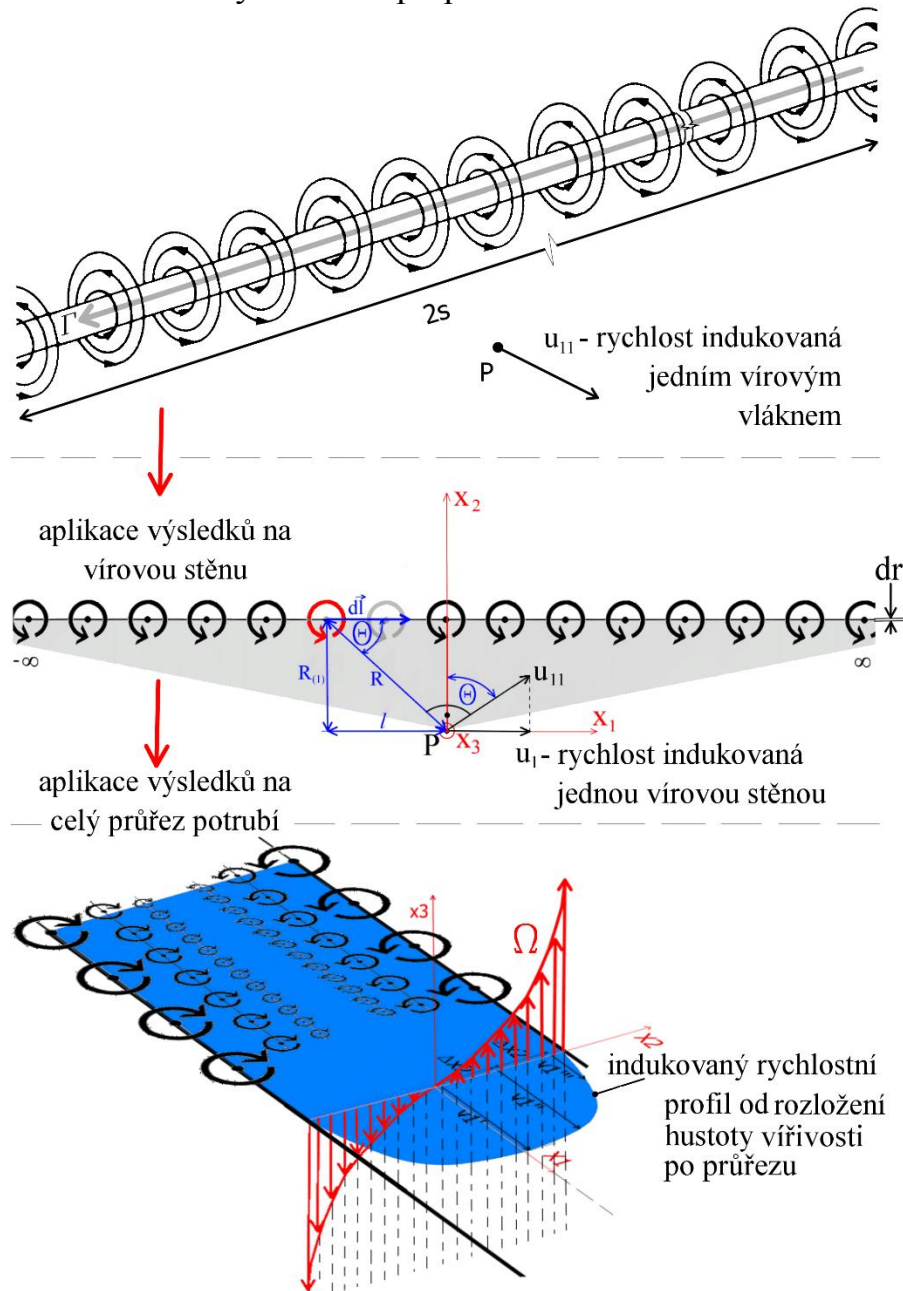 Γ
2s
P
u₁₁ - rychlost indukovaná
jedním vírovým
vláknem
aplikace výsledků na
vírovou stěnu
x₂
dr
dl⃗
Θ
-∞
∞
R₍₁₎
R
Θ
u₁₁
l
P
x₃
x₁
u₁- rychlost indukovaná
jednou vírovou stěnou
aplikace výsledků na
celý průřez potrubí
x3
Ω
x2
x1
indukovaný rychlostní
profil od rozložení
hustoty vířivosti
po průřezu